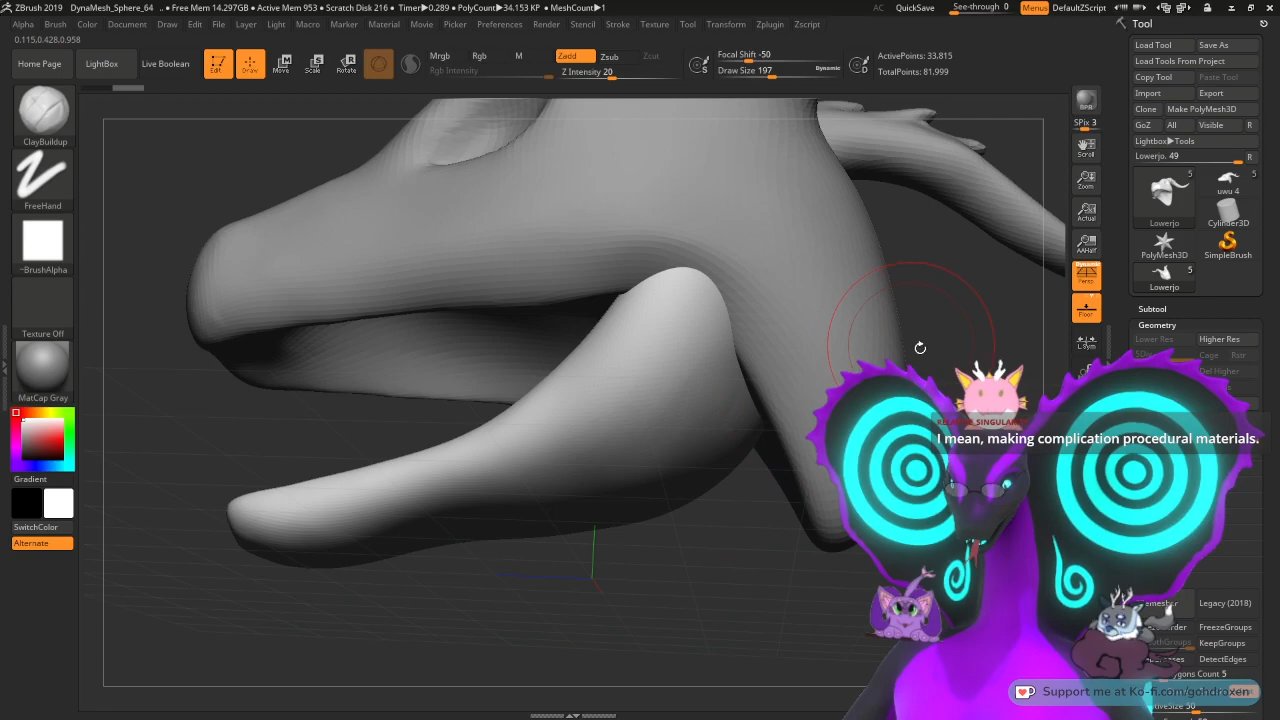 ZBrush 2019 DynaMesh_Sphere_64 .. • Free Mem 14.297GB • Active Mem 953 • Scratch Disk 216 • Timer▶0.289 • PolyCount▶34.153 KP • MeshCount▶1
AC QuickSave See-through 0 Menus DefaultZScript
Alpha Brush Color Document Draw Edit File Layer Light Macro Marker Material Movie Picker Preferences Render Stencil Stroke Texture Tool Transform Zplugin Zscript
0.115,0.428,0.958
Home Page LightBox Live Boolean
Edit Draw Move Scale Rotate
Mrgb Rgb M
Rgb Intensity
Zadd Zsub Zcut
Z Intensity 20
Focal Shift -50
Draw Size 197 Dynamic
ActivePoints: 33,815
TotalPoints: 81,999
ClayBuildup
FreeHand
~BrushAlpha
Texture Off
MatCap Gray
Gradient
SwitchColor
Alternate
BPR
SPix 3
Scroll
Zoom
Actual
AAHalf
Dynamic
Persp
Floor
L.Sym
Tool
Load Tool Save As
Load Tools From Project
Copy Tool Paste Tool
Import Export
Clone Make PolyMesh3D
GoZ All Visible R
Lightbox▶Tools
Lowerjo. 49 R
5 5
Lowerjo uwu 4
Cylinder3D
PolyMesh3D SimpleBrush
5
Lowerjo
Subtool
Geometry
Lower Res Higher Res
SDiv Cage Rstr
Del Higher
I mean, making complication procedural materials.
Legacy (2018)
FreezeGroups
KeepGroups
DetectEdges
Support me at Ko-fi.com/gohdroxen